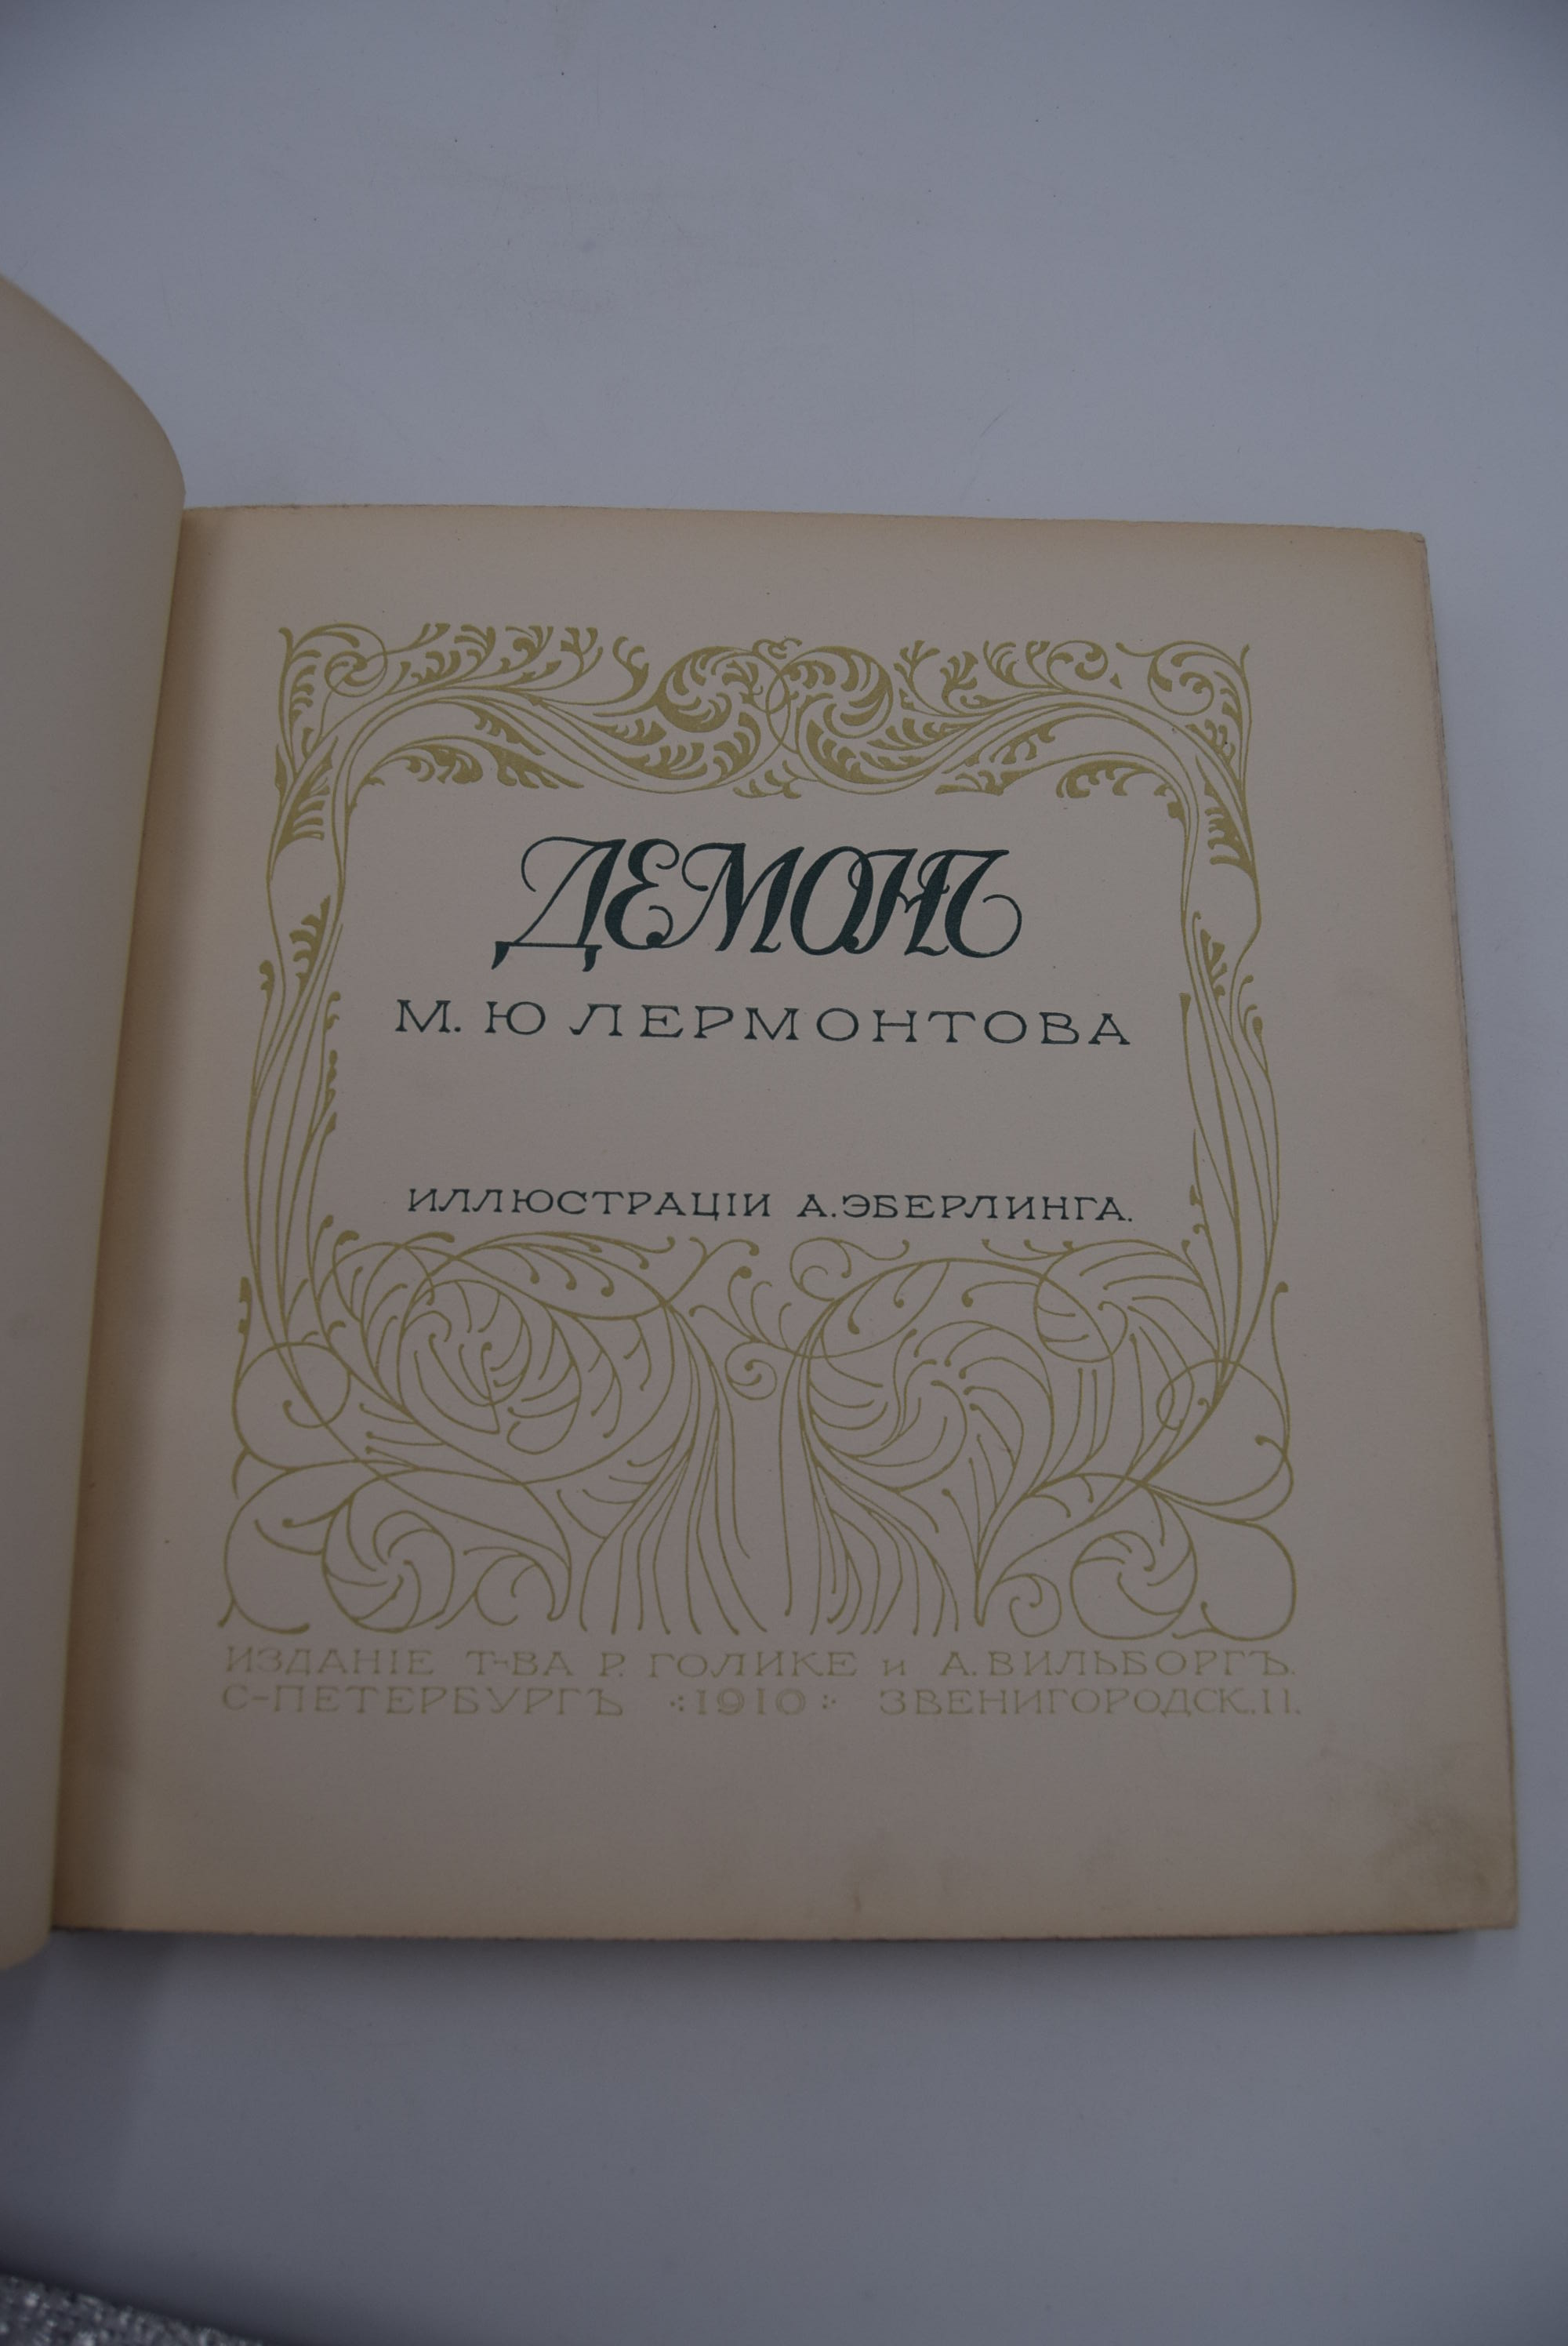 ДЕМОНЪ
М. Ю ЛЕРМОНТОВА
ИЛЛЮСТРАЦІИ А. ЭБЕРЛИНГА.
ИЗДАНІЕ Т-ВА Р. ГОЛИКЕ и А. ВИЛЬБОРГЪ.
С-ПЕТЕРБУРГЪ 1910 ЗВЕНИГОРОДСК. 11.